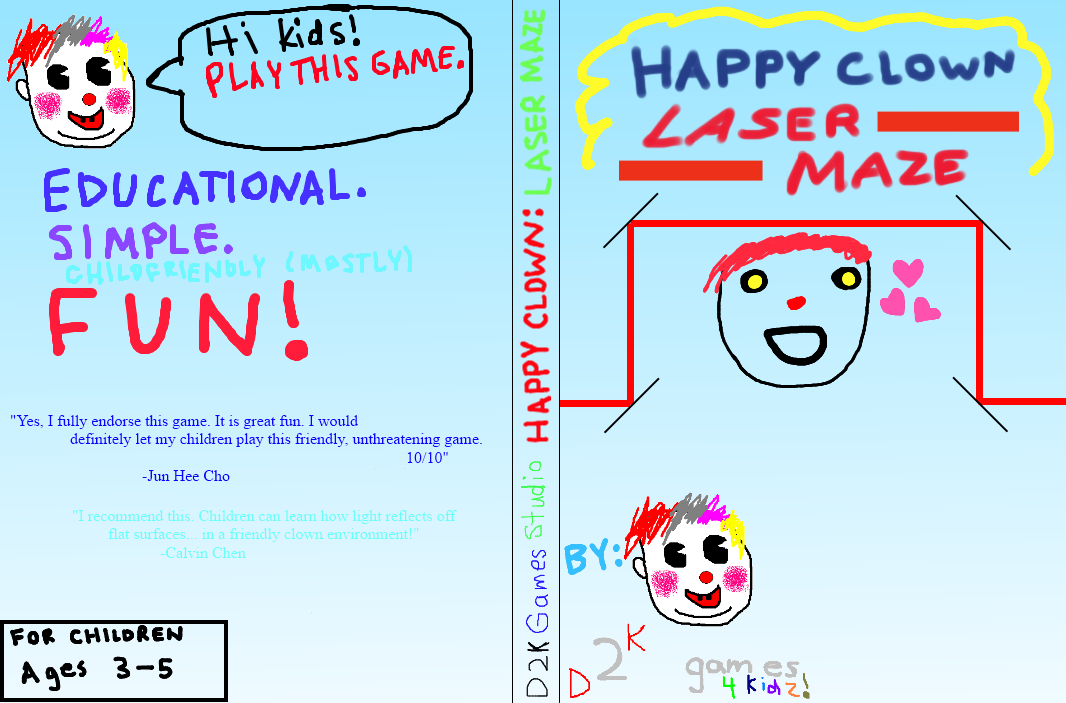 Hi kids!
PLAY THIS GAME.
EDUCATIONAL.
SIMPLE.
CHILDFRIENDLY (MOSTLY)
FUN!
"Yes, I fully endorse this game. It is great fun. I would
definitely let my children play this friendly, unthreatening game.
10/10"
-Jun Hee Cho
"I recommend this. Children can learn how light reflects off
flat surfaces... in a friendly clown environment!"
-Calvin Chen
FOR CHILDREN
Ages 3-5
D2K Games Studio HAPPY CLOWN: LASER MAZE
HAPPY CLOWN
LASER
MAZE
BY:
D2K
games
4 kidz!